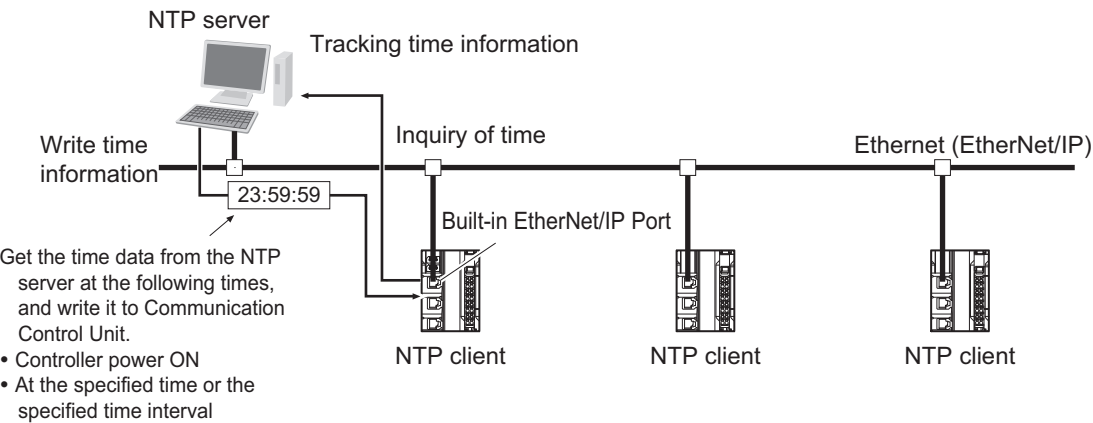 NTP server
Tracking time information
Write time
information
Inquiry of time
Ethernet (EtherNet/IP)
23:59:59
Built-in EtherNet/IP Port
Get the time data from the NTP
server at the following times,
and write it to Communication
Control Unit.
• Controller power ON
• At the specified time or the
specified time interval
NTP client
NTP client
NTP client